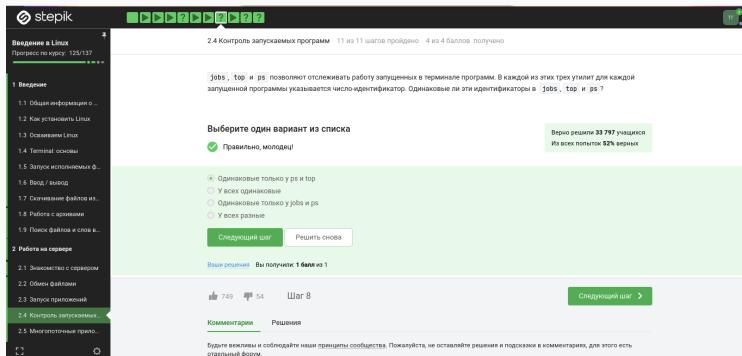 stepik
Введение в Linux
Прогресс по курсу: 125/137
1 Введение
1.1 Общая информация о ...
1.2 Как установить Linux
1.3 Осваиваем Linux
1.4 Terminal: основы
1.5 Запуск исполняемых ф...
1.6 Ввод / вывод
1.7 Скачивание файлов из...
1.8 Работа с архивами
1.9 Поиск файлов и слов в...
2 Работа на сервере
2.1 Знакомство с сервером
2.2 Обмен файлами
2.3 Запуск приложений
2.4 Контроль запускаемых...
2.5 Многопоточные прило...
2.4 Контроль запускаемых программ 11 из 11 шагов пройдено 4 из 4 баллов получено
jobs, top и ps позволяют отслеживать работу запущенных в терминале программ. В каждой из этих трех утилит для каждой
запущенной программы указывается число-идентификатор. Одинаковые ли эти идентификаторы в jobs, top и ps ?
Выберите один вариант из списка
Правильно, молодец!
Верно решили 33 797 учащихся
Из всех попыток 52% верных
Одинаковые только у ps и top
У всех одинаковые
Одинаковые только у jobs и ps
У всех разные
Следующий шаг Решить снова
Ваши решения Вы получили: 1 балл из 1
749 54 Шаг 8 Следующий шаг
Комментарии Решения
Будьте вежливы и соблюдайте наши принципы сообщества. Пожалуйста, не оставляйте решения и подсказки в комментариях, для этого есть
отдельный форум.